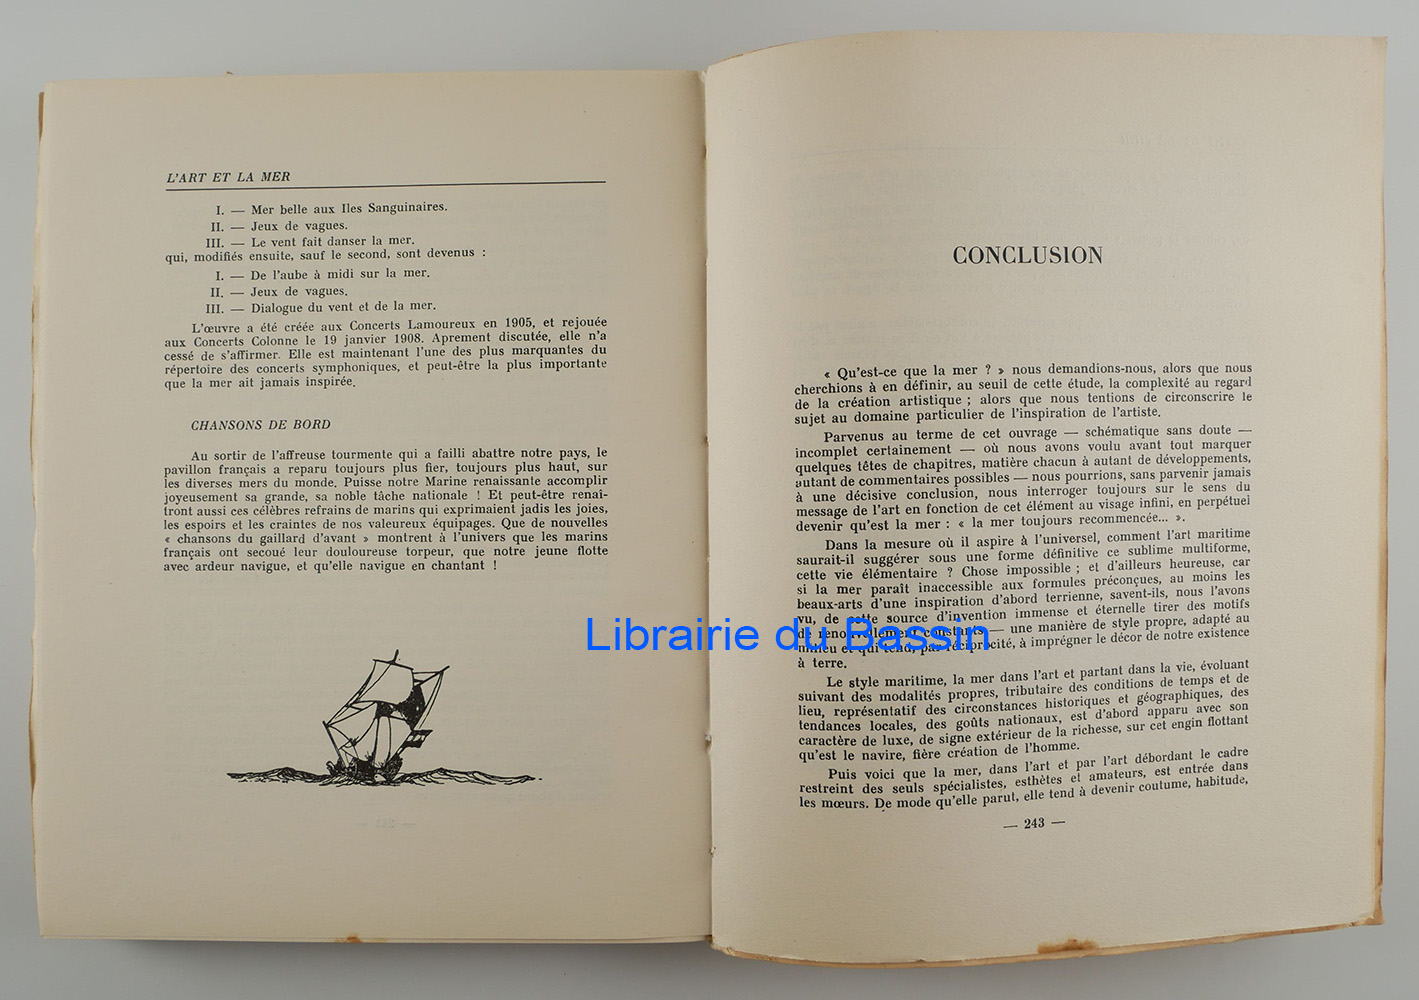 L'ART ET LA MER
I. — Mer belle aux Iles Sanguinaires.
II. — Jeux de vagues.
III. — Le vent fait danser la mer.
qui, modifiés ensuite, sauf le second, sont devenus :
I. — De l'aube à midi sur la mer.
II. — Jeux de vagues.
III. — Dialogue du vent et de la mer.
L'œuvre a été créée aux Concerts Lamoureux en 1905, et rejouée
aux Concerts Colonne le 19 janvier 1908. Aprement discutée, elle n'a
cessé de s'affirmer. Elle est maintenant l'une des plus marquantes du
répertoire des concerts symphoniques, et peut-être la plus importante
que la mer ait jamais inspirée.
CHANSONS DE BORD
Au sortir de l'affreuse tourmente qui a failli abattre notre pays, le
pavillon français a reparu toujours plus fier, toujours plus haut, sur
les diverses mers du monde. Puisse notre Marine renaissante accomplir
joyeusement sa grande, sa noble tâche nationale ! Et peut-être renaî-
tront aussi ces célèbres refrains de marins qui exprimaient jadis les joies,
les espoirs et les craintes de nos valeureux équipages. Que de nouvelles
« chansons du gaillard d'avant » montrent à l'univers que les marins
français ont secoué leur douloureuse torpeur, que notre jeune flotte
avec ardeur navigue, et qu'elle navigue en chantant !
CONCLUSION
« Qu'est-ce que la mer ? » nous demandions-nous, alors que nous
cherchions à en définir, au seuil de cette étude, la complexité au regard
de la création artistique ; alors que nous tentions de circonscrire le
sujet au domaine particulier de l'inspiration de l'artiste.
Parvenus au terme de cet ouvrage — schématique sans doute —
incomplet certainement — où nous avons voulu avant tout marquer
quelques têtes de chapitres, matière chacun à autant de développements,
autant de commentaires possibles — nous pourrions, sans parvenir jamais
à une décisive conclusion, nous interroger toujours sur le sens du
message de l'art en fonction de cet élément au visage infini, en perpétuel
devenir qu'est la mer : « la mer toujours recommencée... ».
Dans la mesure où il aspire à l'universel, comment l'art maritime
saurait-il suggérer sous une forme définitive ce sublime multiforme,
cette vie élémentaire ? Chose impossible ; et d'ailleurs heureuse, car
si la mer paraît inaccessible aux formules préconçues, au moins les
beaux-arts d'une inspiration d'abord terrienne, savent-ils, nous l'avons
vu, de cette source d'invention immense et éternelle tirer des motifs
de renouvellement constants — une manière de style propre, adapté au
milieu et qui tend, par réciprocité, à imprégner le décor de notre existence
à terre.
Le style maritime, la mer dans l'art et partant dans la vie, évoluant
suivant des modalités propres, tributaire des conditions de temps et de
lieu, représentatif des circonstances historiques et géographiques, des
tendances locales, des goûts nationaux, est d'abord apparu avec son
caractère de luxe, de signe extérieur de la richesse, sur cet engin flottant
qu'est le navire, fière création de l'homme.
Puis voici que la mer, dans l'art et par l'art débordant le cadre
restreint des seuls spécialistes, esthètes et amateurs, est entrée dans
les mœurs. De mode qu'elle parut, elle tend à devenir coutume, habitude,
— 243 —
Librairie du Bassin